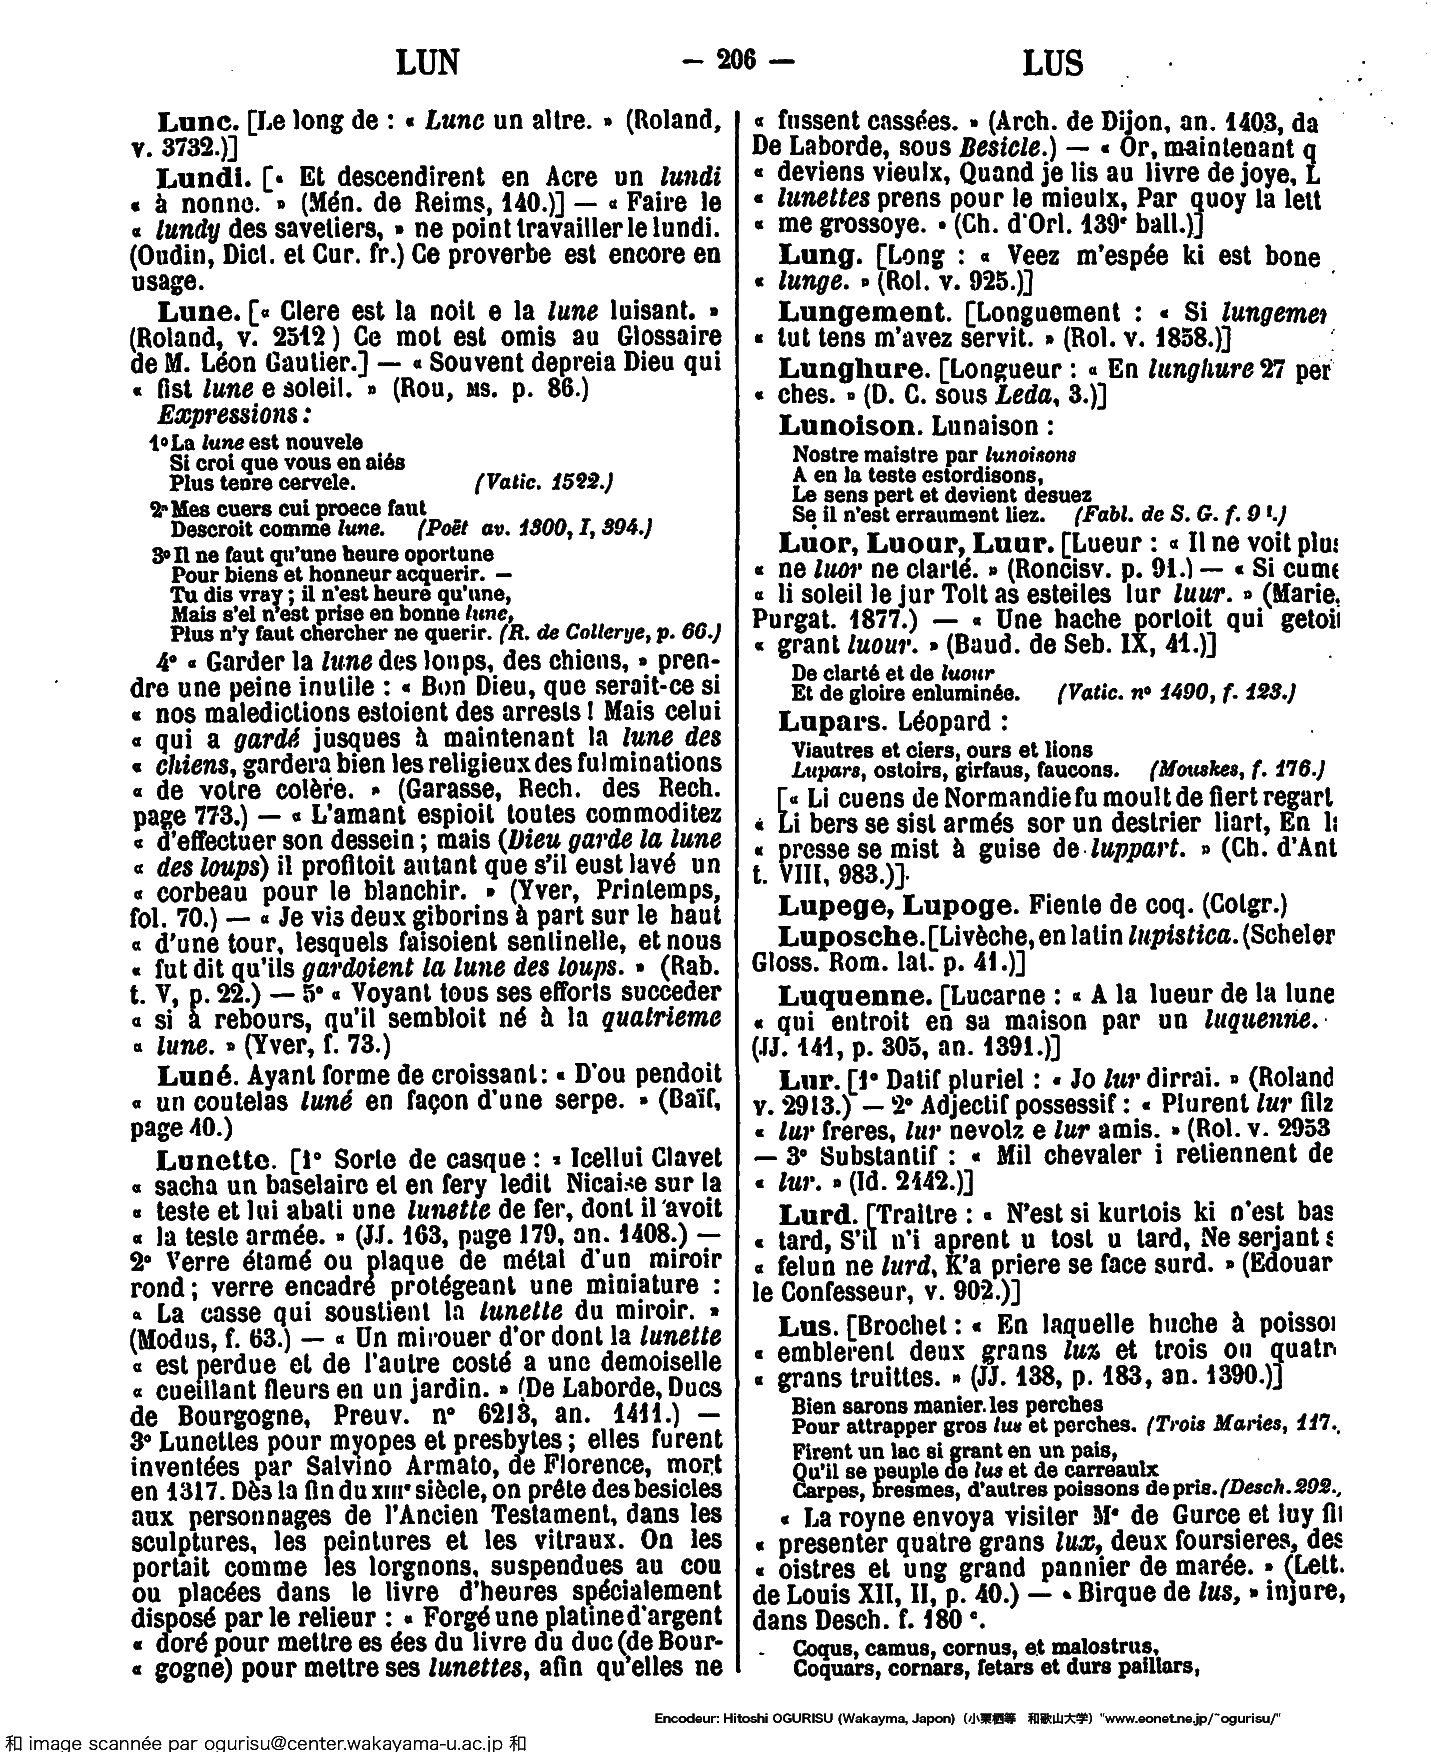 LUN — 206 — LUS
Lunc. [Le long de : « Lunc un altre. » (Roland,
v. 3732.)]
Lundi. [« Et descendirent en Acre un lundi
« à nonne. » (Mén. de Reims, 140.)] — « Faire le
« lundy des savetiers, » ne point travailler le lundi.
(Oudin, Dict. et Cur. fr.) Ce proverbe est encore en
usage.
Lune. [« Clere est la noit e la lune luisant. »
(Roland, v. 2512) Ce mot est omis au Glossaire
de M. Léon Gautier.] — « Souvent depreia Dieu qui
« fist lune e soleil. » (Rou, MS. p. 86.)
Expressions :
1º La lune est nouvele
Si croi que vous en aiés
Plus tenre cervele. (Vatic. 1522.)
2º Mes cuers cui proece faut
Descroit comme lune. (Poët av. 1300, I, 394.)
3º Il ne faut qu'une heure oportune
Pour biens et honneur acquerir. —
Tu dis vray ; il n'est heure qu'une,
Mais s'el n'est prise en bonne lune,
Plus n'y faut chercher ne querir. (R. de Collerye, p. 66.)
4º « Garder la lune des loups, des chiens, » pren-
dre une peine inutile : « Bon Dieu, que serait-ce si
« nos maledictions estoient des arrests ! Mais celui
« qui a gardé jusques à maintenant la lune des
« chiens, gardera bien les religieux des fulminations
« de votre colère. » (Garasse, Rech. des Rech.
page 773.) — « L'amant espioit toutes commoditez
« d'effectuer son dessein ; mais (Dieu garde la lune
« des loups) il profitoit autant que s'il eust lavé un
« corbeau pour le blanchir. » (Yver, Printemps,
fol. 70.) — « Je vis deux giborins à part sur le haut
« d'une tour, lesquels faisoient sentinelle, et nous
« fut dit qu'ils gardoient la lune des loups. » (Rab.
t. V, p. 22.) — 5º « Voyant tous ses efforts succeder
« si à rebours, qu'il sembloit né à la quatrieme
« lune. » (Yver, f. 73.)
Luné. Ayant forme de croissant : « D'ou pendoit
« un coutelas luné en façon d'une serpe. » (Baïf,
page 40.)
Lunette. [1º Sorte de casque : « Icellui Clavet
« sacha un baselaire et en fery ledit Nicaise sur la
« teste et lui abati une lunette de fer, dont il avoit
« la teste armée. » (JJ. 163, page 179, an. 1408.) —
2º Verre étamé ou plaque de métal d'un miroir
rond ; verre encadré protégeant une miniature :
« La casse qui soustient la lunette du miroir. »
(Modus, f. 63.) — « Un mirouer d'or dont la lunette
« est perdue et de l'autre costé a une demoiselle
« cueillant fleurs en un jardin. » (De Laborde, Ducs
de Bourgogne, Preuv. nº 6213, an. 1411.) —
3º Lunettes pour myopes et presbytes ; elles furent
inventées par Salvino Armato, de Florence, mort
en 1317. Dès la fin du XIIIe siècle, on prête des besicles
aux personnages de l'Ancien Testament, dans les
sculptures, les peintures et les vitraux. On les
portait comme les lorgnons, suspendues au cou
ou placées dans le livre d'heures spécialement
disposé par le relieur : « Forgé une platine d'argent
« doré pour mettre es ées du livre du duc (de Bour-
« gogne) pour mettre ses lunettes, afin qu'elles ne
« fussent cassées. » (Arch. de Dijon, an. 1403, da
De Laborde, sous Besicle.) — « Or, maintenant q
« deviens vieulx, Quand je lis au livre de joye, L
« lunettes prens pour le mieulx, Par quoy la lett
« me grossoye. » (Ch. d'Orl. 139e ball.)]
Lung. [Long : « Veez m'espée ki est bone
« lunge. » (Rol. v. 925.)]
Lungement. [Longuement : « Si lungemen
« tut tens m'avez servit. » (Rol. v. 1858.)]
Lunghure. [Longueur : « En lunghure 27 per
« ches. » (D. C. sous Leda, 3.)]
Lunoison. Lunaison :
Nostre maistre par lunoisons
A en la teste estordisons,
Le sens pert et devient desuez
Se il n'est erraument liez. (Fabl. de S. G. f. 91.)
Luor, Luour, Luur. [Lueur : « Il ne voit plus
« ne luor ne clarté. » (Roncisv. p. 91.) — « Si cume
« li soleil le jur Tolt as esteiles lur luur. » (Marie,
Purgat. 1877.) — « Une hache portoit qui getoit
« grant luour. » (Baud. de Seb. IX, 41.)]
De clarté et de luour
Et de gloire enluminée. (Vatic. nº 1490, f. 123.)
Lupars. Léopard :
Viautres et ciers, ours et lions
Lupars, ostoirs, girfaus, faucons. (Mouskes, f. 176.)
[« Li cuens de Normandie fu moult de fiert regart
« Li bers se sist armés sor un destrier liart, En la
« presse se mist à guise de luppart. » (Ch. d'Ant
t. VIII, 983.)]
Lupege, Lupoge. Fiente de coq. (Cotgr.)
Luposche. [Livèche, en latin lupistica. (Scheler
Gloss. Rom. lat. p. 41.)]
Luquenne. [Lucarne : « A la lueur de la lune
« qui entroit en sa maison par un luquenne.
(JJ. 141, p. 305, an. 1391.)]
Lur. [1º Datif pluriel : « Jo lur dirrai. » (Roland
v. 2913.) — 2º Adjectif possessif : « Plurent lur filz
« lur freres, lur nevolz e lur amis. » (Rol. v. 2953
— 3º Substantif : « Mil chevaler i retiennent de
« lur. » (Id. 2442.)]
Lurd. [Traître : « N'est si kurtois ki n'est bas
« tard, S'il n'i aprent u tost u tard, Ne serjant s
« felun ne lurd, K'a priere se face surd. » (Edouar
le Confesseur, v. 902.)]
Lus. [Brochet : « En laquelle huche à poisson
« emblerent deux grans luz et trois ou quatr
« grans truittes. » (JJ. 138, p. 183, an. 1390.)]
Bien sarons manier les perches
Pour attrapper gros lus et perches. (Trois Maries, 117.
Firent un lac si grant en un pais,
Qu'il se peuple de lus et de carreaulx
Carpes, bresmes, d'autres poissons de pris. (Desch. 292.
« La royne envoya visiter Me de Gurce et luy fit
« presenter quatre grans lux, deux foursieres, des
« oistres et ung grand pannier de marée. » (Lett.
de Louis XII, II, p. 40.) — « Birque de lus, » injure,
dans Desch. f. 180 c.
Coqus, camus, cornus, et malostrus,
Coquars, cornars, fetars et durs paillars,
Encodeur: Hitoshi OGURISU (Wakayma, Japon) (小栗栖等 和歌山大学) "www.eonet.ne.jp/~ogurisu/"
和 image scannée par ogurisu@center.wakayama-u.ac.jp 和